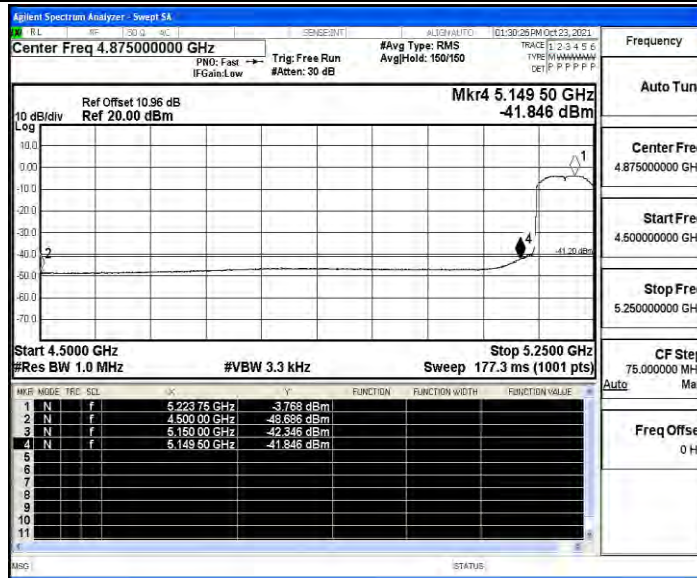 Agilent Spectrum Analyzer - Swept SA
RL RF 50 Ω AC SENSE:INT ALIGNAUTO 01:30:26 PM Oct 23, 2021
Center Freq 4.875000000 GHz
PNO: Fast
IFGain:Low
Trig: Free Run
#Atten: 30 dB
#Avg Type: RMS
Avg|Hold: 150/150
TRACE 1 2 3 4 5 6
TYPE M WWWWW
DET P P P P P P
Frequency
Auto Tun
Ref Offset 10.96 dB
Ref 20.00 dBm
10 dB/div
Log
Mkr4 5.149 50 GHz
-41.846 dBm
10.0
0.00
-10.0
-20.0
-30.0
-40.0
-50.0
-60.0
-70.0
1
2
4
-41.20 dBm
Center Fre
4.875000000 GH
Start Fre
4.500000000 GH
Stop Fre
5.250000000 GH
Start 4.5000 GHz
#Res BW 1.0 MHz
#VBW 3.3 kHz
Stop 5.2500 GHz
Sweep 177.3 ms (1001 pts)
CF Step
75.000000 MH
Auto Ma
MKR MODE TRC SCL X Y FUNCTION FUNCTION WIDTH FUNCTION VALUE
1 N f 5.223 75 GHz -3.768 dBm
2 N f 4.500 00 GHz -48.686 dBm
3 N f 5.150 00 GHz -42.346 dBm
4 N f 5.149 50 GHz -41.846 dBm
5
6
7
8
9
10
11
Freq Offse
0 H
MSG
STATUS